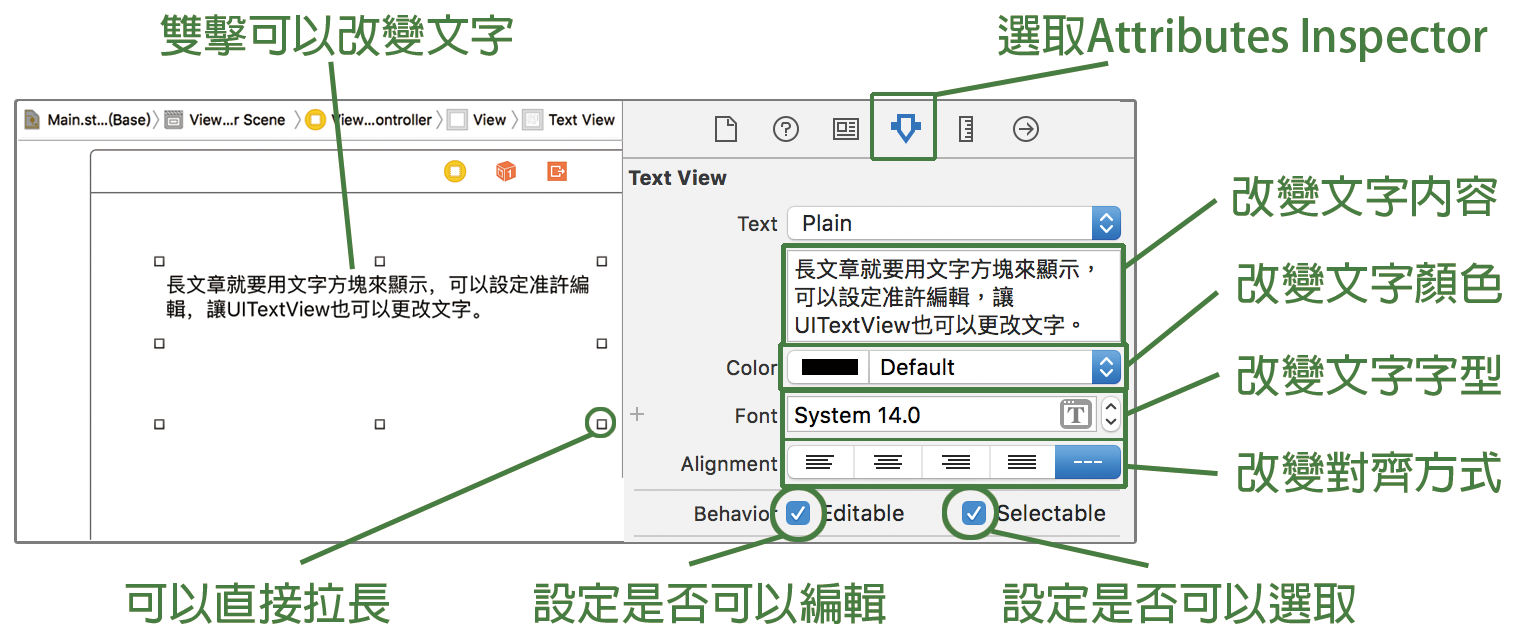 雙擊可以改變文字
選取Attributes Inspector
Main.st...(Base)
View...r Scene
View...ontroller
View
Text View
Text View
Text
Plain
改變文字内容
長文章就要用文字方塊來顯示，可以設定准許編
輯，讓UITextView也可以更改文字。
長文章就要用文字方塊來顯示，
可以設定准許編輯，讓
UITextView也可以更改文字。
改變文字顏色
Color
Default
改變文字字型
Font
System 14.0
T
Alignment
---
改變對齊方式
Behavior
Editable
Selectable
可以直接拉長
設定是否可以編輯
設定是否可以選取